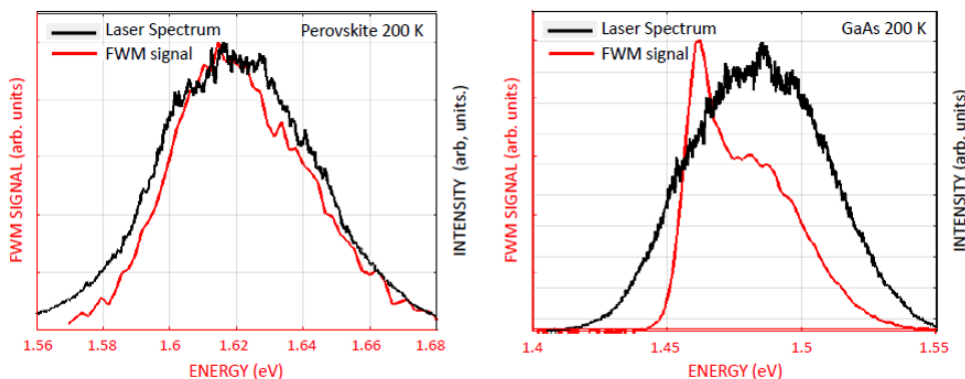 Laser Spectrum
FWM signal
Perovskite 200 K
FWM SIGNAL (arb. units)
INTENSITY (arb, units.)
1.56 1.58 1.6 1.62 1.64 1.66 1.68
ENERGY (eV)
Laser Spectrum
FWM signal
GaAs 200 K
FWM SIGNAL (arb. units)
INTENSITY (arb, units.)
1.4 1.45 1.5 1.55
ENERGY (eV)